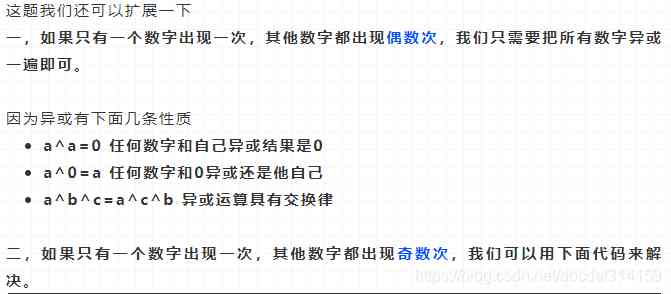 这题我们还可以扩展一下
一，如果只有一个数字出现一次，其他数字都出现偶数次，我们只需要把所有数字异或
一遍即可。
因为异或有下面几条性质
• a^a=0 任何数字和自己异或结果是0
• a^0=a 任何数字和0异或还是他自己
• a^b^c=a^c^b 异或运算具有交换律
二，如果只有一个数字出现一次，其他数字都出现奇数次，我们可以用下面代码来解
决。